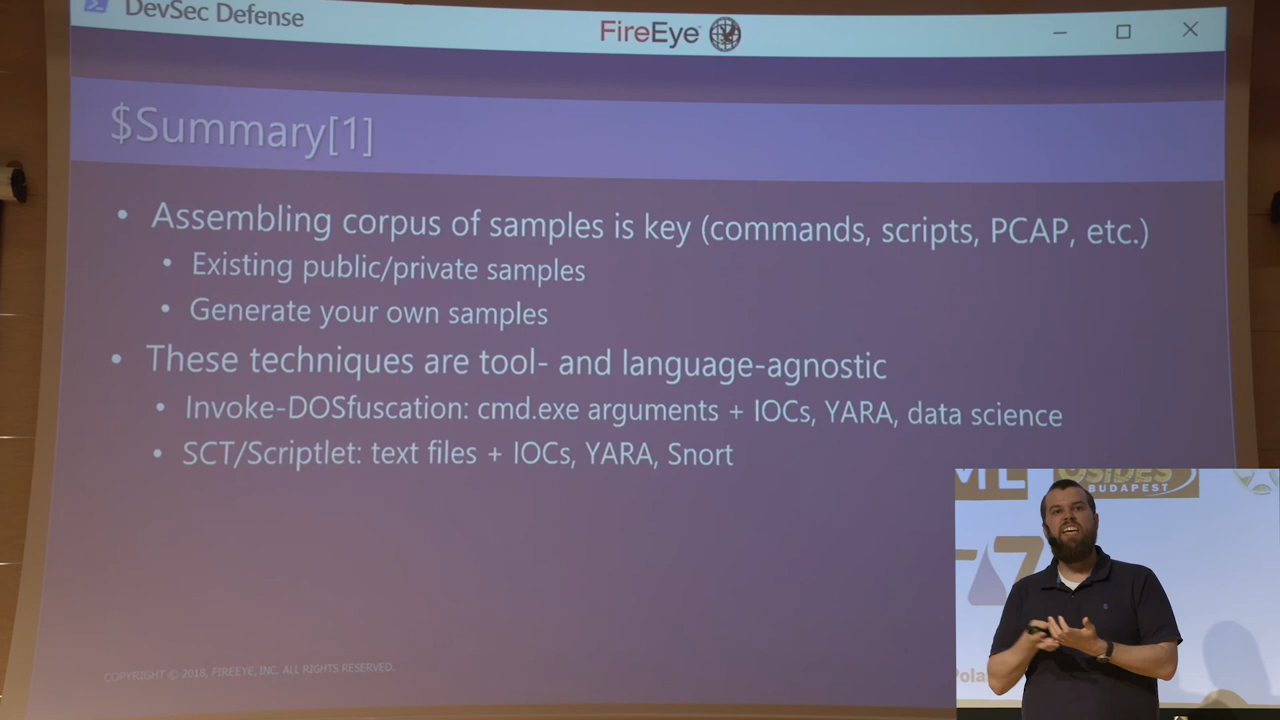 DevSec Defense
FireEye
$Summary[1]
• Assembling corpus of samples is key (commands, scripts, PCAP, etc.)
• Existing public/private samples
• Generate your own samples
• These techniques are tool- and language-agnostic
• Invoke-DOSfuscation: cmd.exe arguments + IOCs, YARA, data science
• SCT/Scriptlet: text files + IOCs, YARA, Snort
COPYRIGHT © 2018, FIREEYE, INC. ALL RIGHTS RESERVED.
BSIDES
BUDAPEST